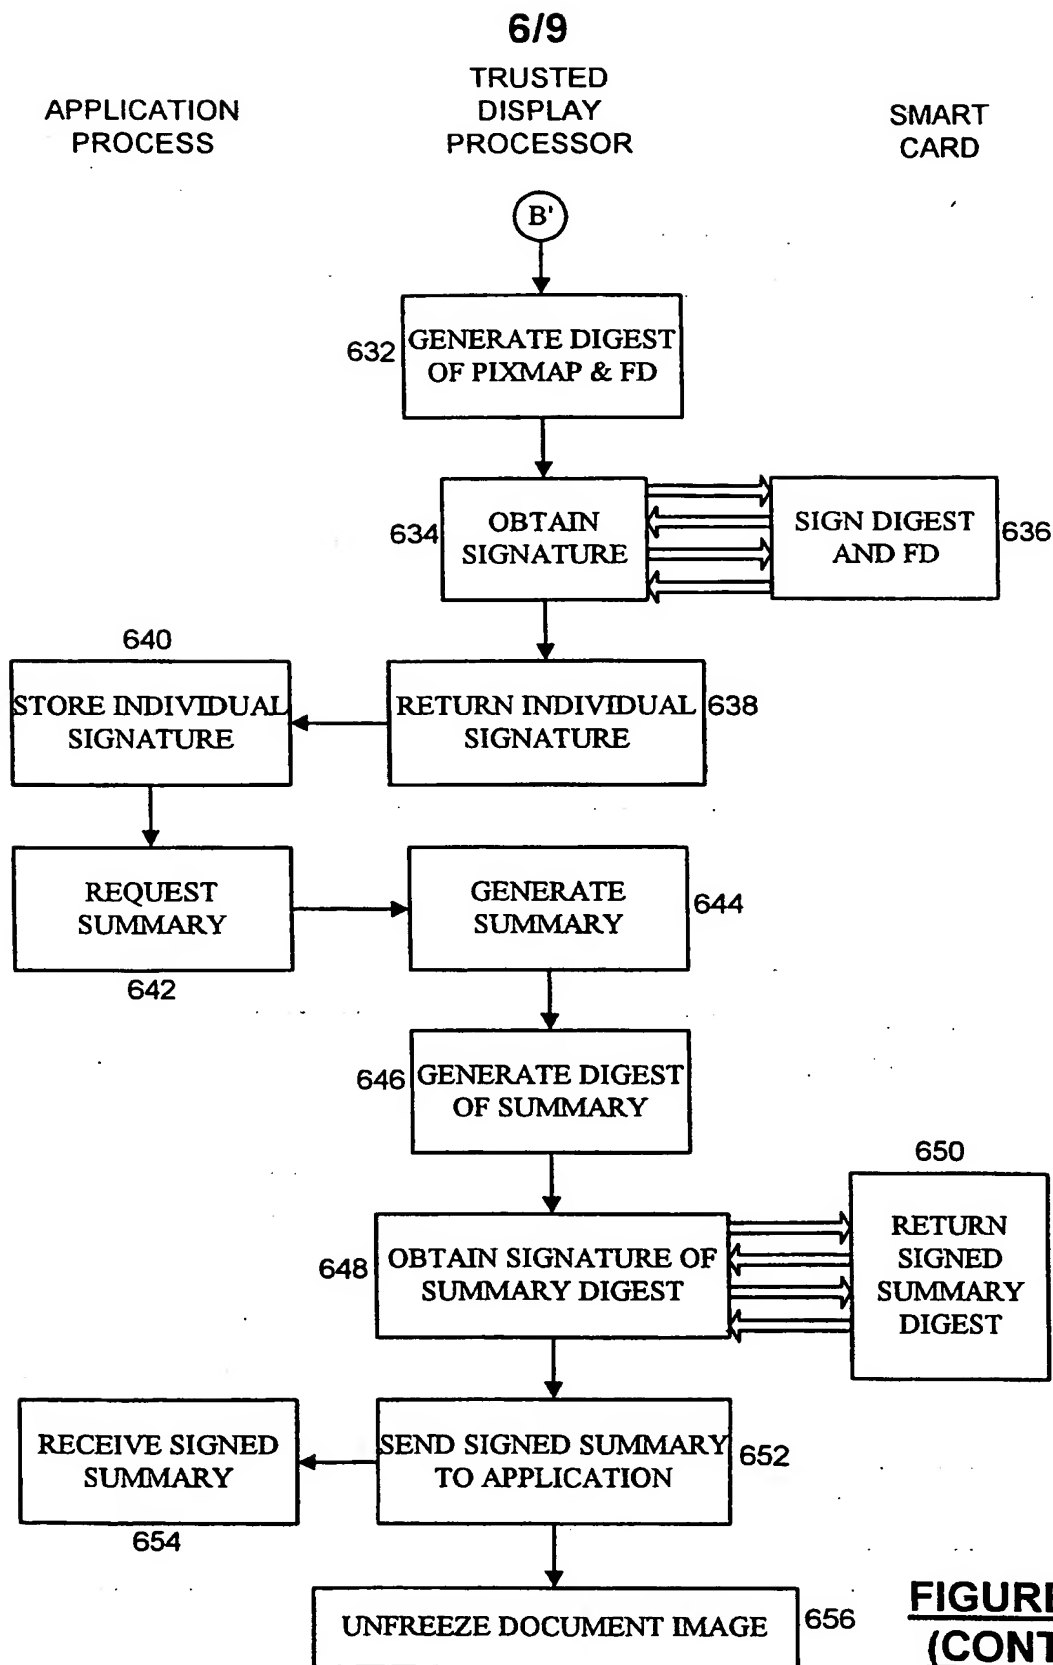 6/9
APPLICATION
PROCESS
TRUSTED
DISPLAY
PROCESSOR
SMART
CARD
B'
632
GENERATE DIGEST
OF PIXMAP & FD
634
OBTAIN
SIGNATURE
SIGN DIGEST
AND FD
636
640
STORE INDIVIDUAL
SIGNATURE
RETURN INDIVIDUAL
SIGNATURE
638
REQUEST
SUMMARY
642
GENERATE
SUMMARY
644
646
GENERATE DIGEST
OF SUMMARY
650
648
OBTAIN SIGNATURE OF
SUMMARY DIGEST
RETURN
SIGNED
SUMMARY
DIGEST
RECEIVE SIGNED
SUMMARY
654
SEND SIGNED SUMMARY
TO APPLICATION
652
UNFREEZE DOCUMENT IMAGE
656
FIGURE
(CONT